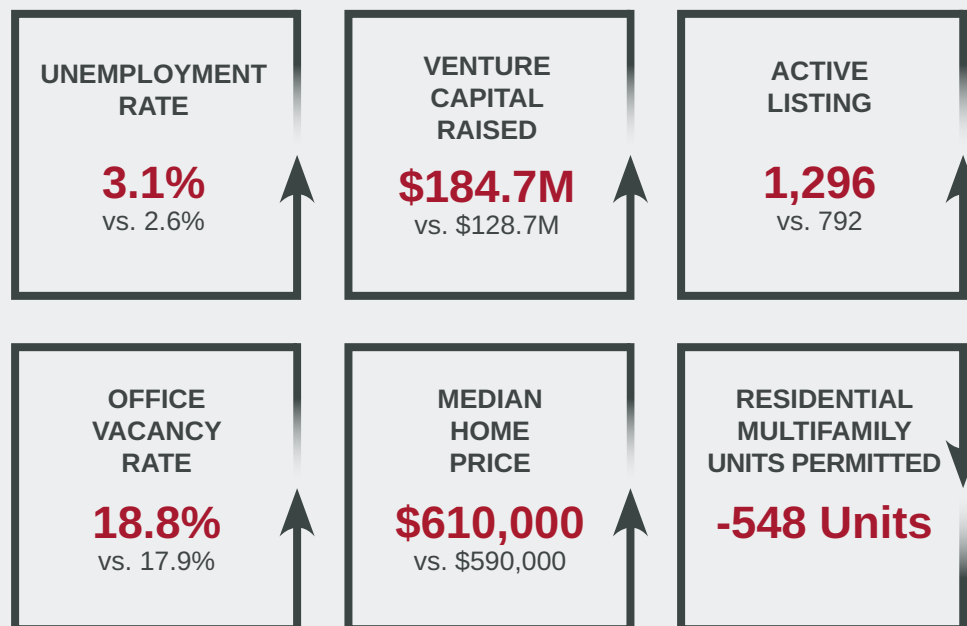 UNEMPLOYMENT
RATE
3.1%
vs. 2.6%
VENTURE
CAPITAL
RAISED
$184.7M
vs. $128.7M
ACTIVE
LISTING
1,296
vs. 792
OFFICE
VACANCY
RATE
18.8%
vs. 17.9%
MEDIAN
HOME
PRICE
$610,000
vs. $590,000
RESIDENTIAL
MULTIFAMILY
UNITS PERMITTED
-548 Units